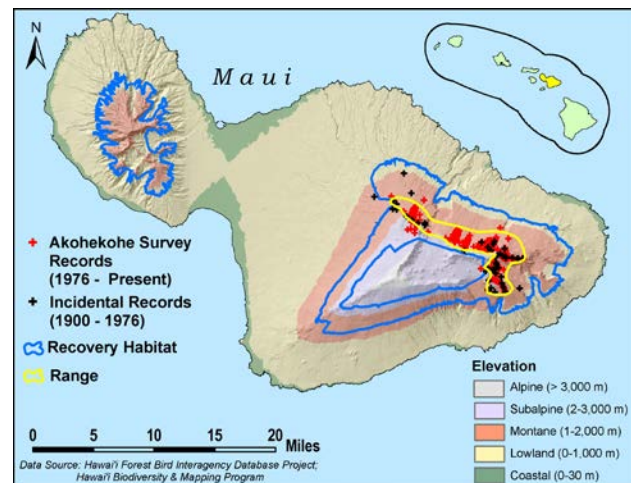 N
Maui
Akohekohe Survey
Records
(1976 - Present)
Incidental Records
(1900 - 1976)
Recovery Habitat
Range
0 5 10 15 20
Miles
Data Source: Hawai'i Forest Bird Interagency Database Project;
Hawai'i Biodiversity & Mapping Program
Elevation
Alpine (> 3,000 m)
Subalpine (2-3,000 m)
Montane (1-2,000 m)
Lowland (0-1,000 m)
Coastal (0-30 m)